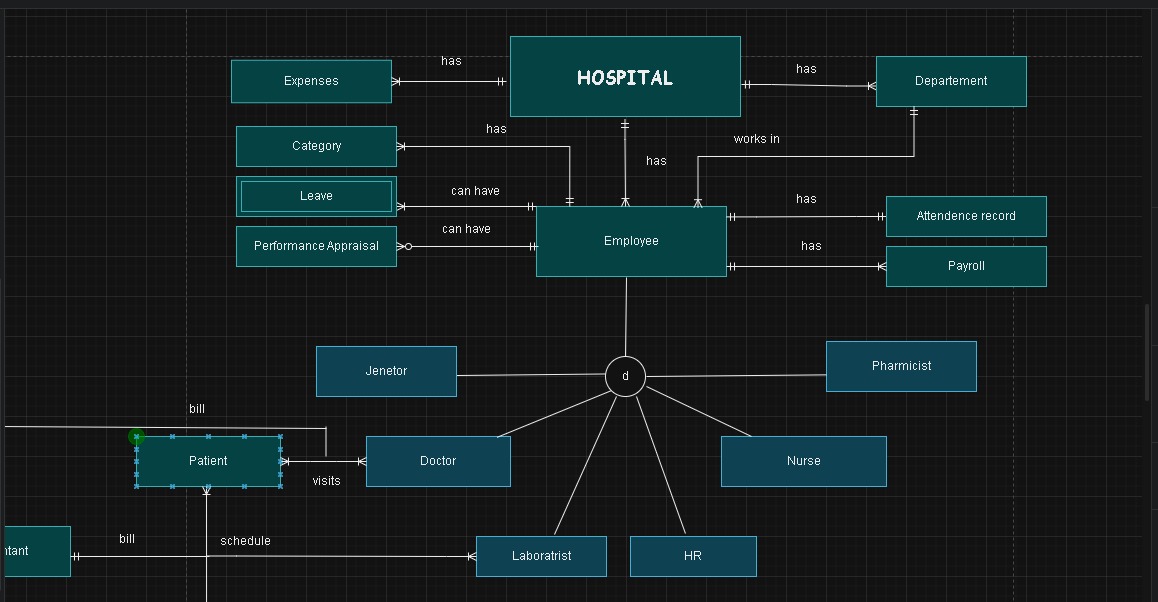 has
HOSPITAL
has
Expenses
Departement
has
works in
Category
has
can have
Leave
has
Attendence record
can have
Performance Appraisal
Employee
has
Payroll
Jenetor
d
Pharmicist
bill
Patient
visits
Doctor
Nurse
ntant
bill
schedule
Laboratrist
HR